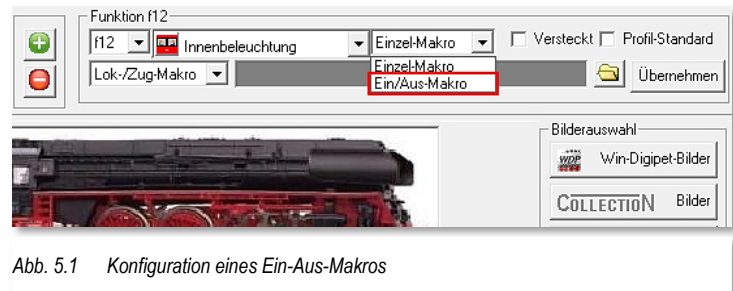 Funktion f12
f12 Innenbeleuchtung Einzel-Makro Versteckt Profil-Standard
Lok-/Zug-Makro Einzel-Makro Übernehmen
Ein/Aus-Makro
Bilderauswahl
WDP Win-Digipet-Bilder
COLLECTION Bilder
Abb. 5.1 Konfiguration eines Ein-Aus-Makros